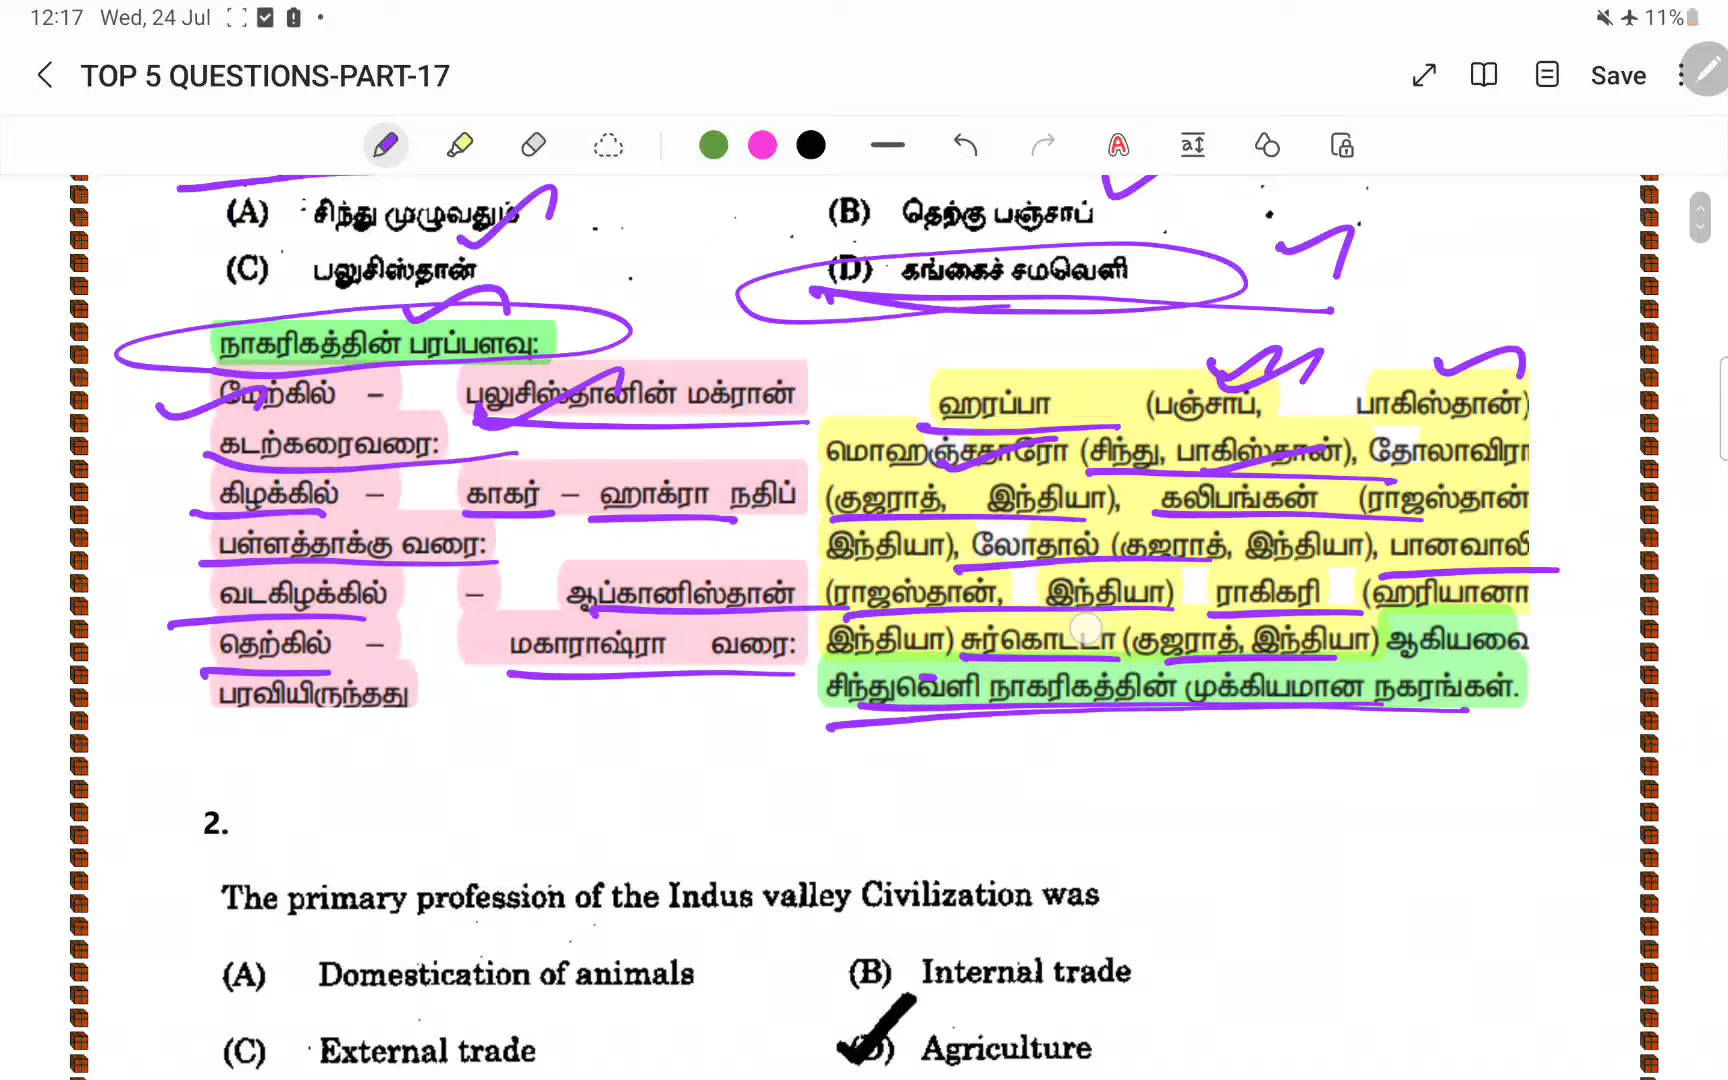 12:17 Wed, 24 Jul
11%
TOP 5 QUESTIONS-PART-17
Save
(A) சிந்து முழுவதும்
(B) தெற்கு பஞ்சாப்
(C) பலுசிஸ்தான்
(D) கங்கைச் சமவெளி
நாகரிகத்தின் பரப்பளவு:
மேற்கில் – பலுசிஸ்தானின் மக்ரான்
கடற்கரைவரை:
கிழக்கில் – காகர் – ஹாக்ரா நதிப்
பள்ளத்தாக்கு வரை:
வடகிழக்கில் – ஆப்கானிஸ்தான்
தெற்கில் – மகாராஷ்ரா வரை:
பரவியிருந்தது
ஹரப்பா (பஞ்சாப், பாகிஸ்தான்)
மொஹஞ்சதாரோ (சிந்து, பாகிஸ்தான்), தோலாவிரா
(குஜராத், இந்தியா), கலிபங்கன் (ராஜஸ்தான்
இந்தியா), லோதால் (குஜராத், இந்தியா), பானவாலி
(ராஜஸ்தான், இந்தியா) ராகிகரி (ஹரியானா
இந்தியா) சுர்கொடடா (குஜராத், இந்தியா) ஆகியவை
சிந்துவெளி நாகரிகத்தின் முக்கியமான நகரங்கள்.
2.
The primary profession of the Indus valley Civilization was
(A) Domestication of animals
(B) Internal trade
(C) External trade
(D) Agriculture